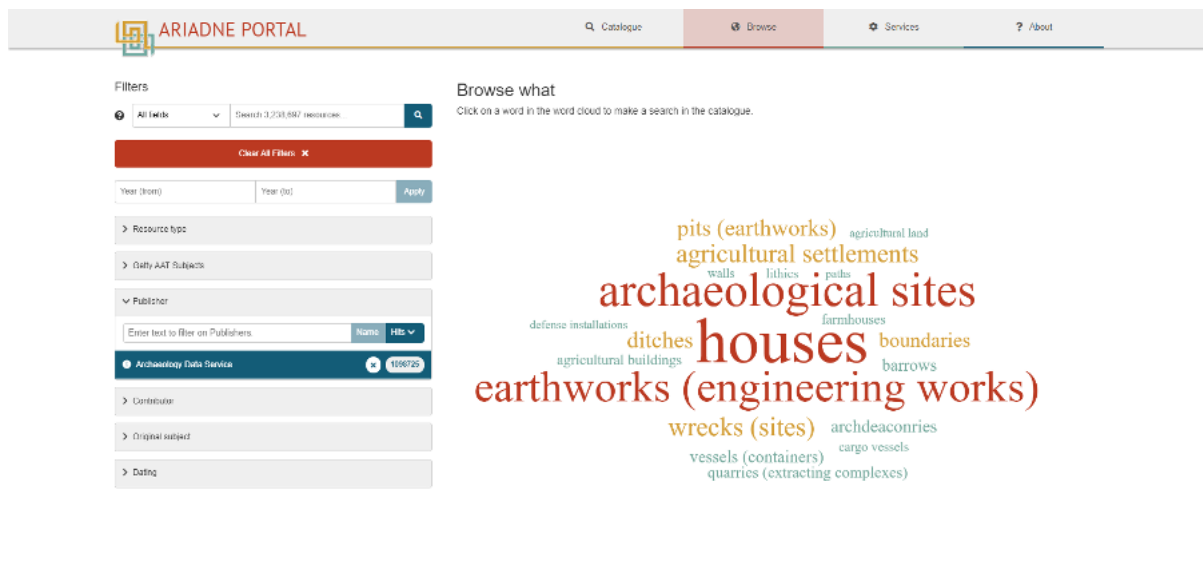 ARIADNE PORTAL
Catalogue
Browse
Services
? About
Filters
All fields
Search 3,238,697 resources...
Clear All Filters ×
Year (from)
Year (to)
Apply
Resource type
Getty AAT Subjects
Publisher
Enter text to filter on Publishers
Name
Hits
Archaeology Data Service
1098725
Contributor
Original subject
Dating
Browse what
Click on a word in the word cloud to make a search in the catalogue.
pits (earthworks) agricultural land
agricultural settlements
walls lithics paths
archaeological sites
defense installations farmhouses
ditches houses boundaries
agricultural buildings barrows
earthworks (engineering works)
wrecks (sites) archdeaconries
cargo vessels
vessels (containers)
quarries (extracting complexes)